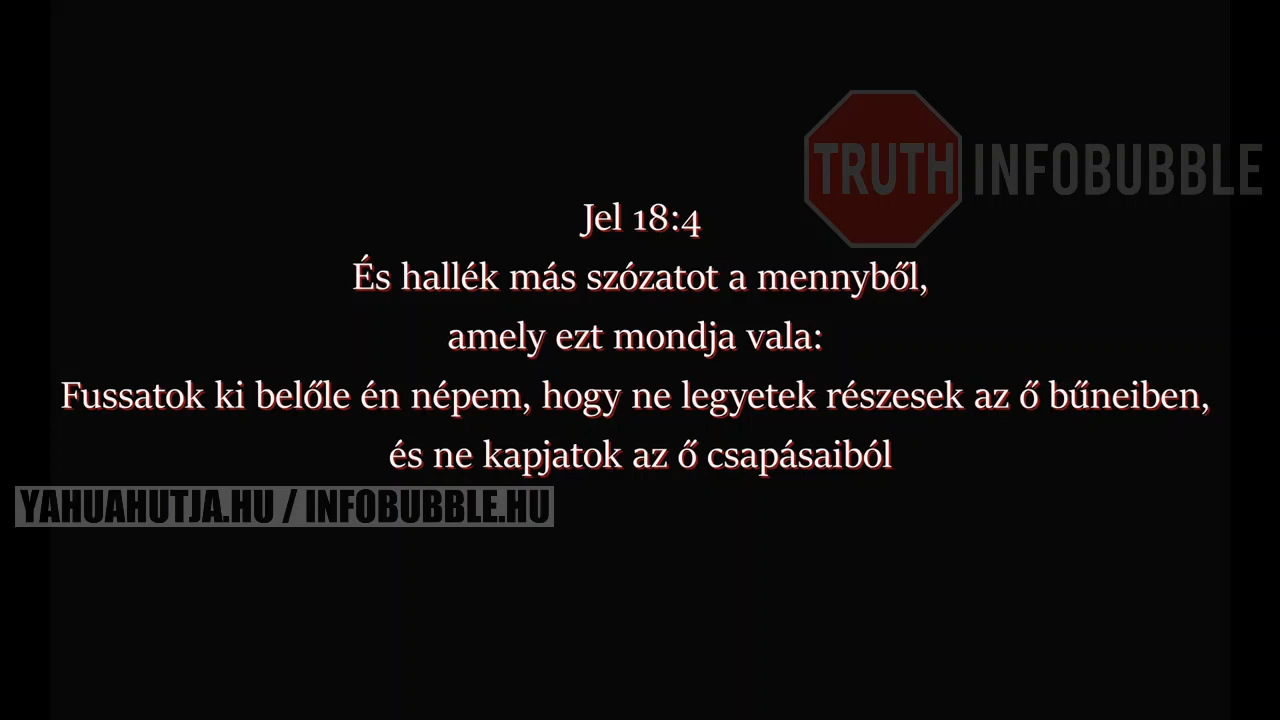 TRUTH INFOBUBBLE
Jel 18:4
És hallék más szózatot a mennyből,
amely ezt mondja vala:
Fussatok ki belőle én népem, hogy ne legyetek részesek az ő bűneiben,
és ne kapjatok az ő csapásaiból
YAHUAHUTJA.HU / INFOBUBBLE.HU